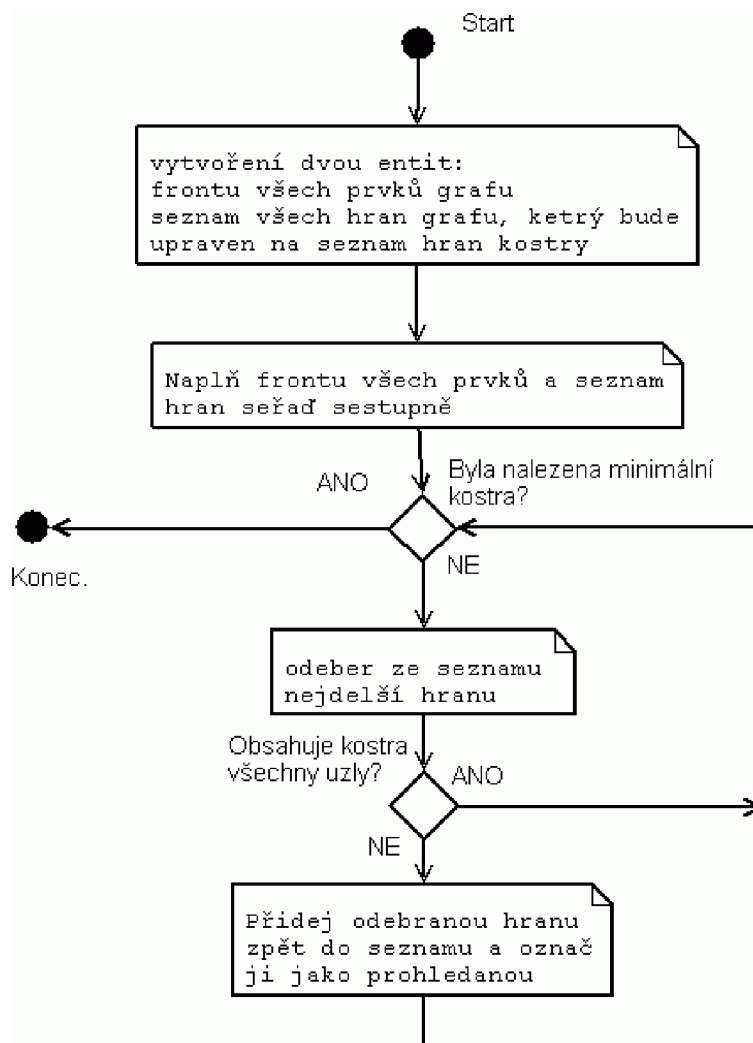 Start
vytvoření dvou entit:
frontu všech prvků grafu
seznam všech hran grafu, ketrý bude
upraven na seznam hran kostry
Naplň frontu všech prvků a seznam
hran seřaď sestupně
ANO
Byla nalezena minimální
kostra?
Konec.
NE
odeber ze seznamu
nejdelší hranu
Obsahuje kostra
všechny uzly?
ANO
NE
Přidej odebranou hranu
zpět do seznamu a označ
ji jako prohledanou